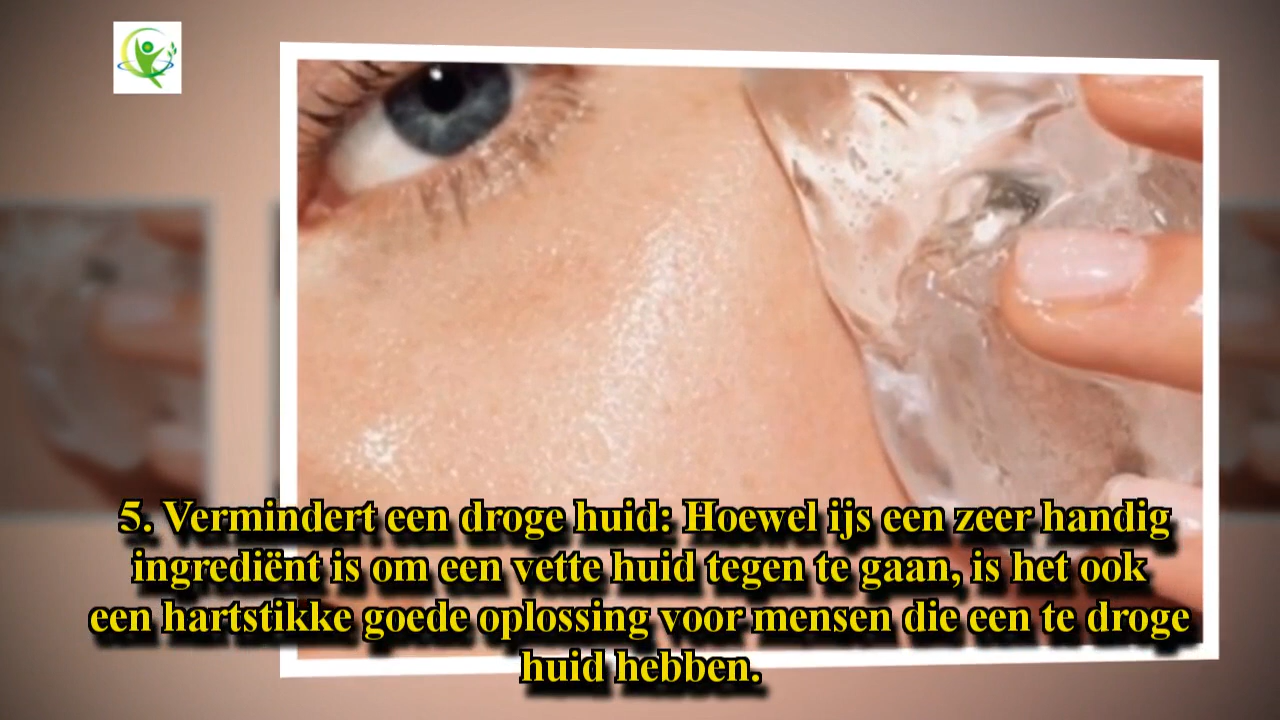 5. Vermindert een droge huid: Hoewel ijs een zeer handig
ingrediënt is om een vette huid tegen te gaan, is het ook
een hartstikke goede oplossing voor mensen die een te droge
huid hebben.